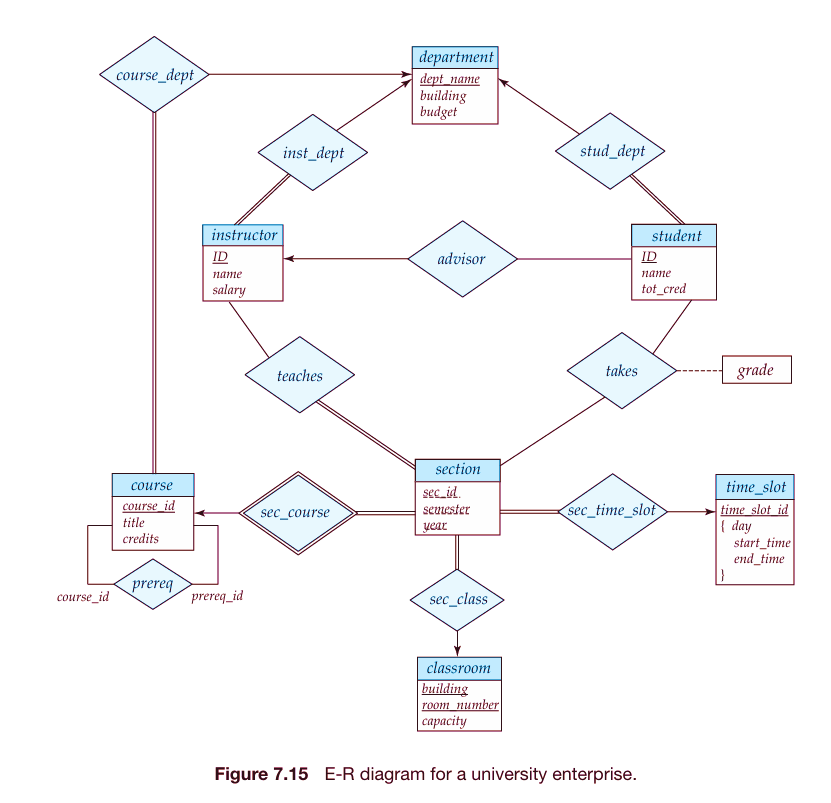 department
course_dept
dept_name
building
budget
inst_dept
stud_dept
instructor
ID
name
salary
advisor
student
ID
name
tot_cred
teaches
takes
grade
section
sec_id
semester
year
course
course_id
title
credits
sec_course
sec_time_slot
time_slot
time_slot_id
{ day
start_time
end_time
}
prereq
course_id
prereq_id
sec_class
classroom
building
room_number
capacity
Figure 7.15 E-R diagram for a university enterprise.